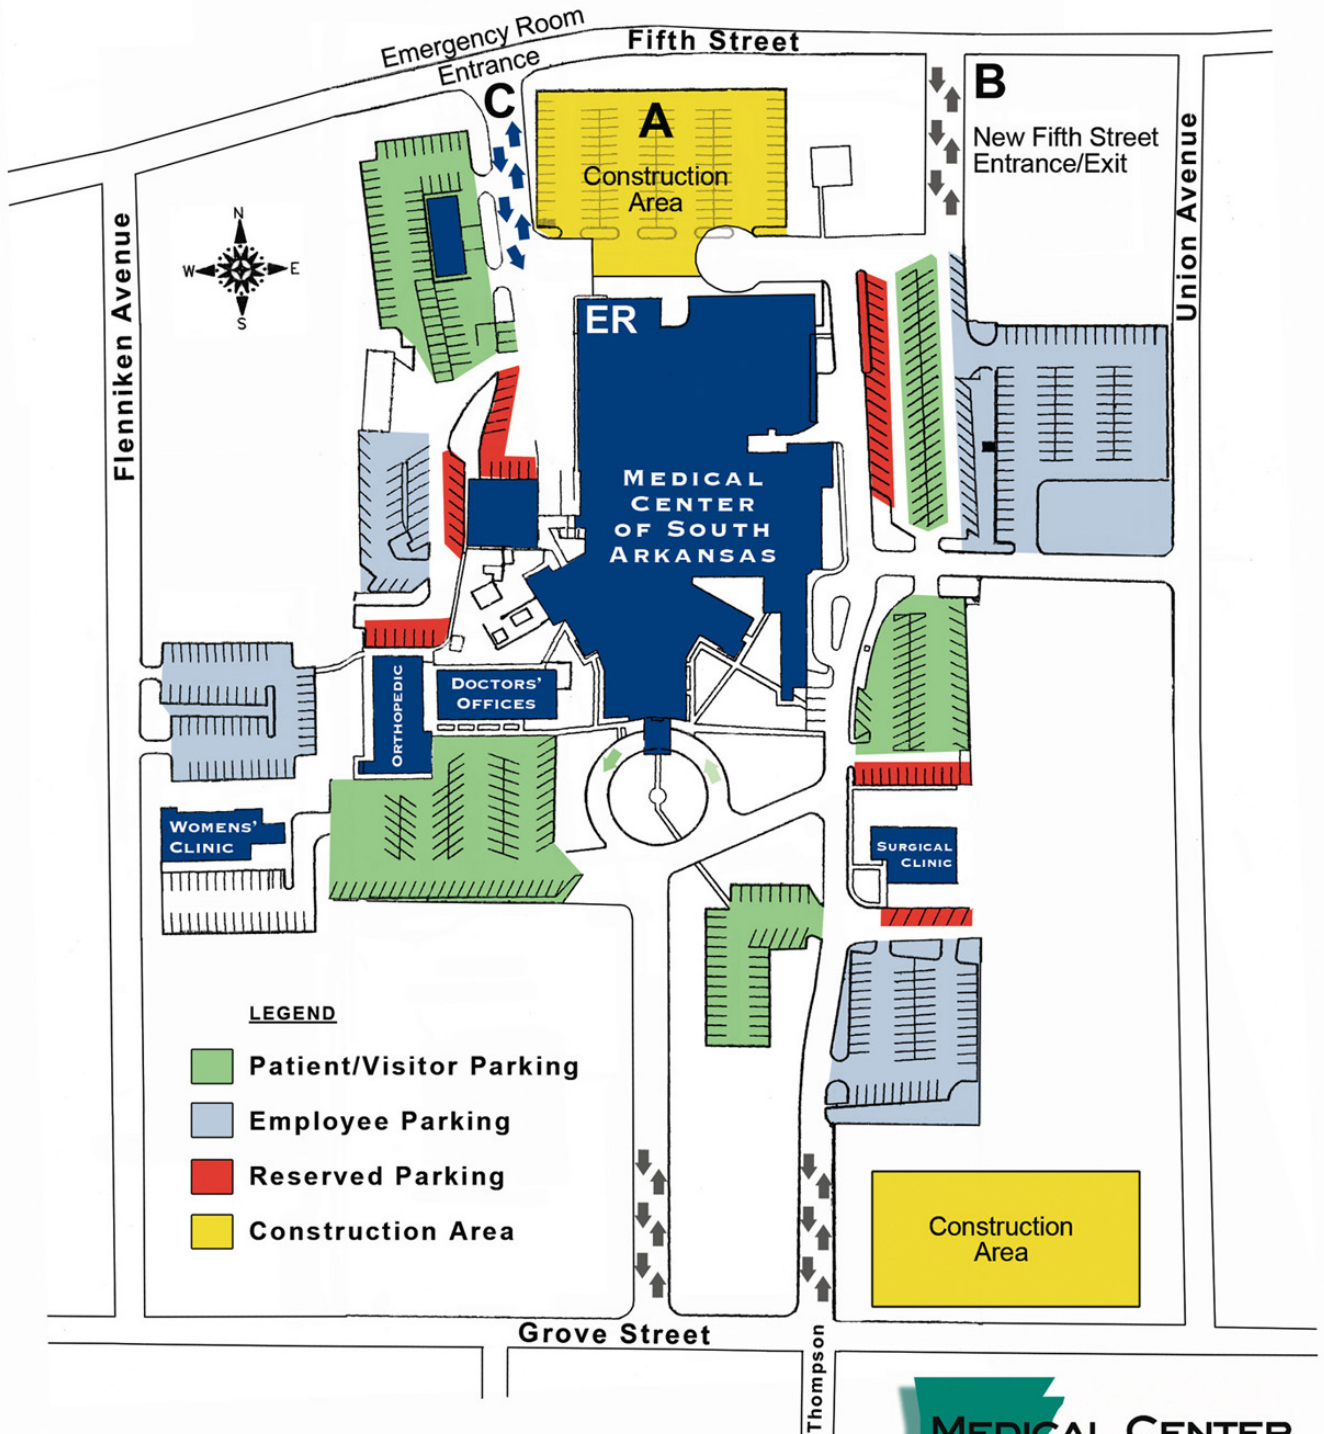 Emergency Room
Entrance
Fifth Street
C
A
B
Construction
Area
New Fifth Street
Entrance/Exit
Union Avenue
Flenniken Avenue
N
W
E
S
ER
MEDICAL
CENTER
OF SOUTH
ARKANSAS
ORTHOPEDIC
DOCTORS'
OFFICES
WOMENS'
CLINIC
SURGICAL
CLINIC
LEGEND
Patient/Visitor Parking
Employee Parking
Reserved Parking
Construction Area
Construction
Area
Grove Street
Thompson
MEDICAL CENTER